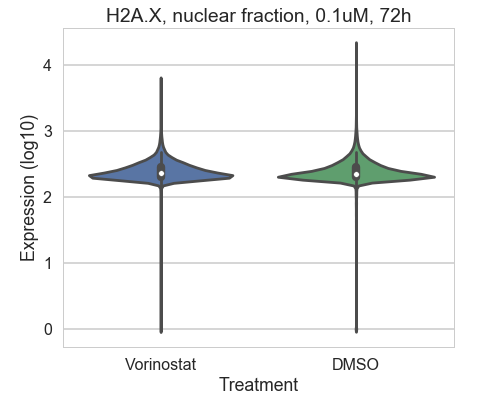 H2A.X, nuclear fraction, 0.1uM, 72h
Expression (log10)
4
3
2
1
0
Vorinostat
DMSO
Treatment